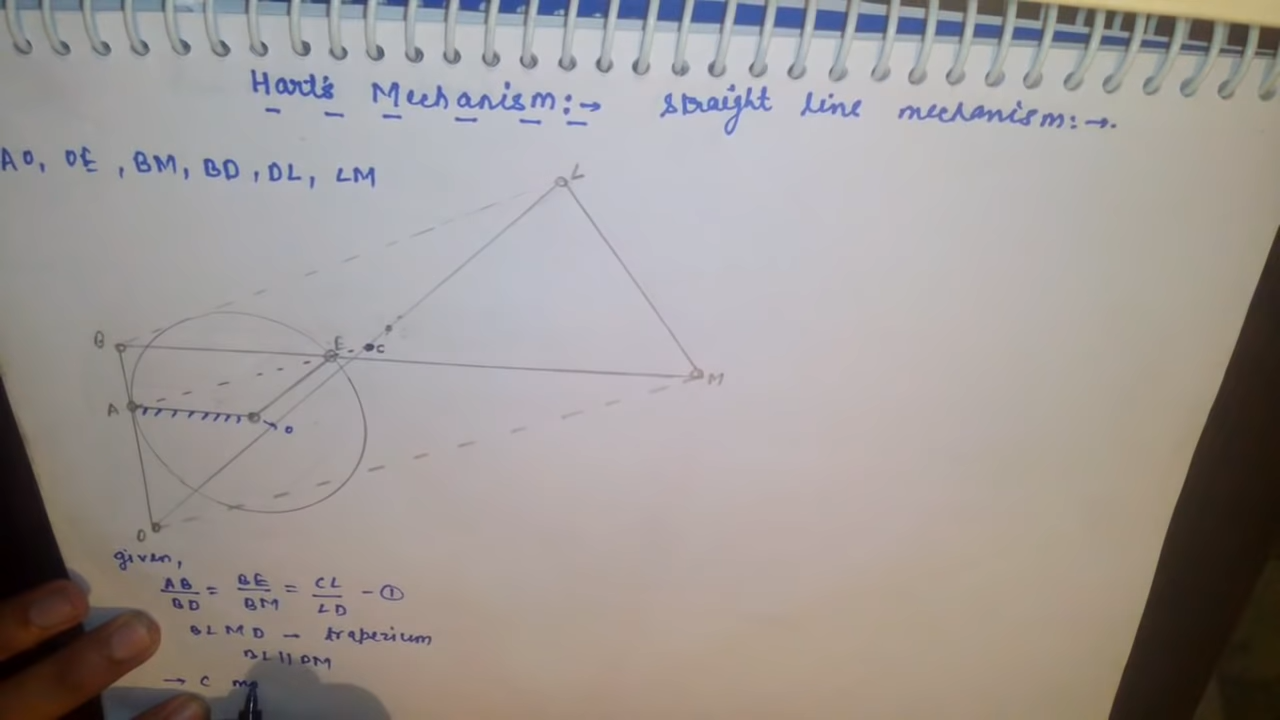 Hart's Mechanism:→ straight line mechanism:→.
AO, OE, BM, BD, DL, LM
L
B
E
C
M
A
O
D
given,
AB/BD = BE/BM = CL/LD - ①
BLMD - trapezium
BL || DM
→ C m